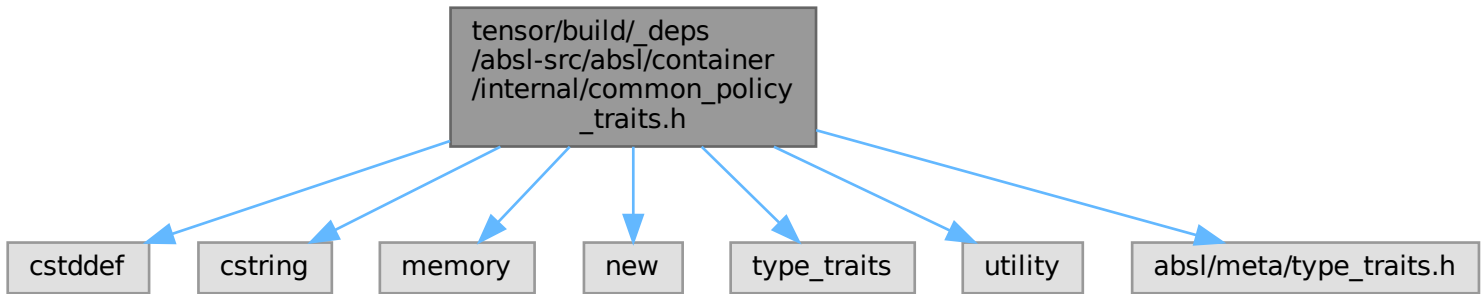 tensor/build/_deps
/absl-src/absl/container
/internal/common_policy
_traits.h
cstddef
cstring
memory
new
type_traits
utility
absl/meta/type_traits.h